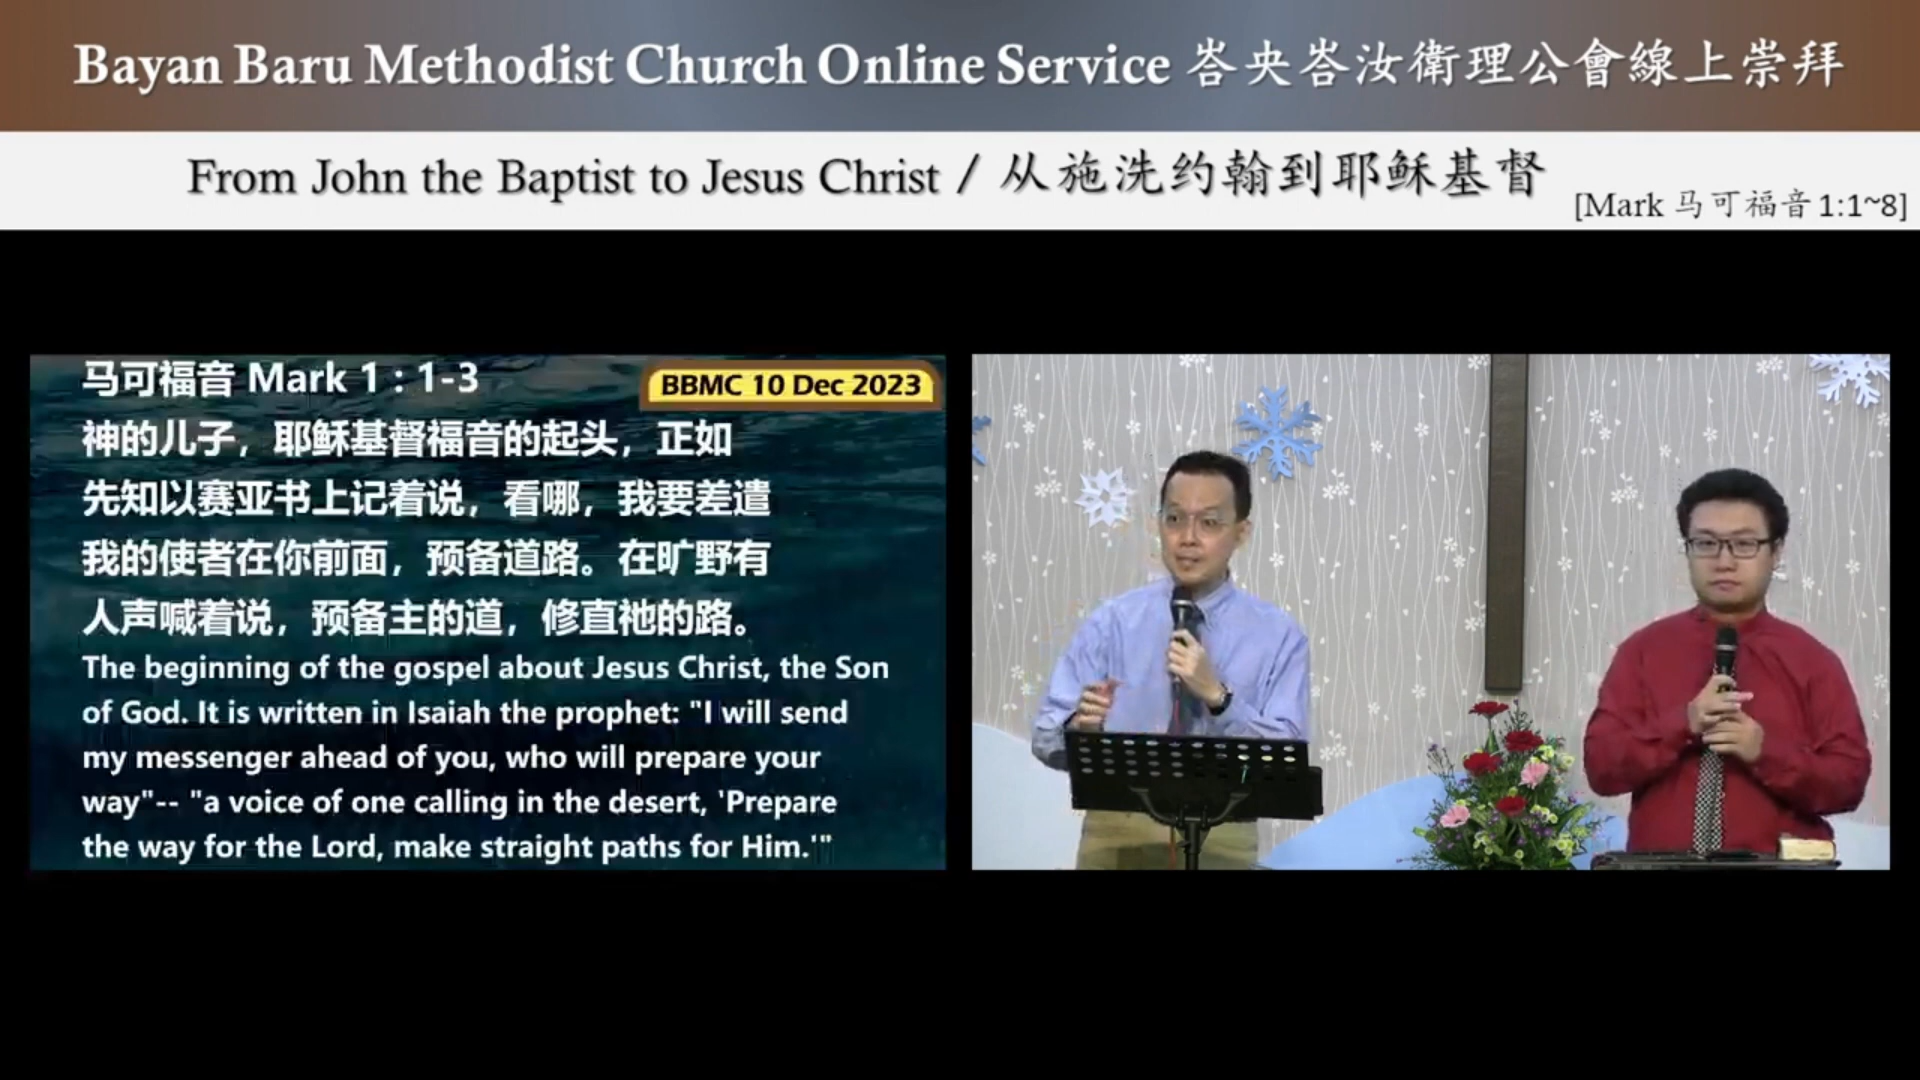 Bayan Baru Methodist Church Online Service 峇央峇汝衛理公會線上崇拜
From John the Baptist to Jesus Christ / 从施洗约翰到耶稣基督
[Mark 马可福音 1:1~8]
马可福音 Mark 1 : 1-3
BBMC 10 Dec 2023
神的儿子，耶稣基督福音的起头，正如
先知以赛亚书上记着说，看哪，我要差遣
我的使者在你前面，预备道路。在旷野有
人声喊着说，预备主的道，修直祂的路。
The beginning of the gospel about Jesus Christ, the Son
of God. It is written in Isaiah the prophet: "I will send
my messenger ahead of you, who will prepare your
way"-- "a voice of one calling in the desert, 'Prepare
the way for the Lord, make straight paths for Him.'"